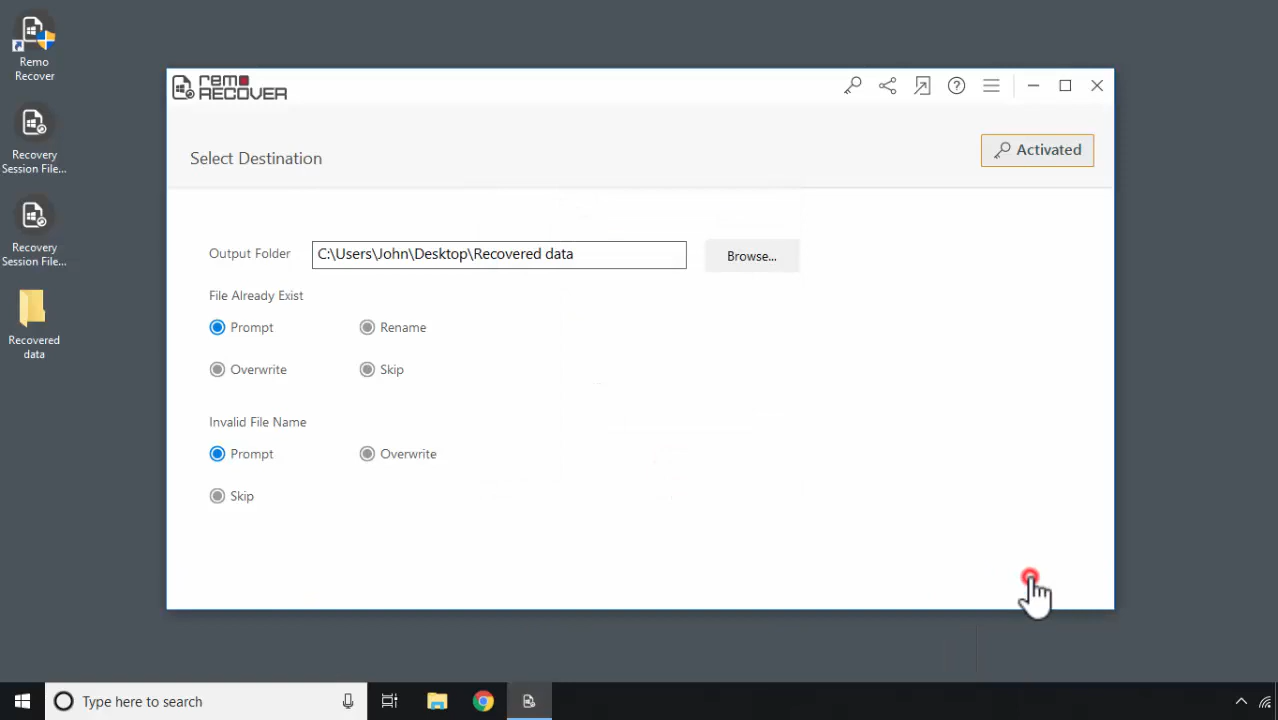 Remo
Recover
Recovery
Session File...
Recovery
Session File...
Recovered
data
remo
RECOVER
Select Destination
Activated
Output Folder
C:\Users\John\Desktop\Recovered data
Browse...
File Already Exist
Prompt
Rename
Overwrite
Skip
Invalid File Name
Prompt
Overwrite
Skip
Type here to search